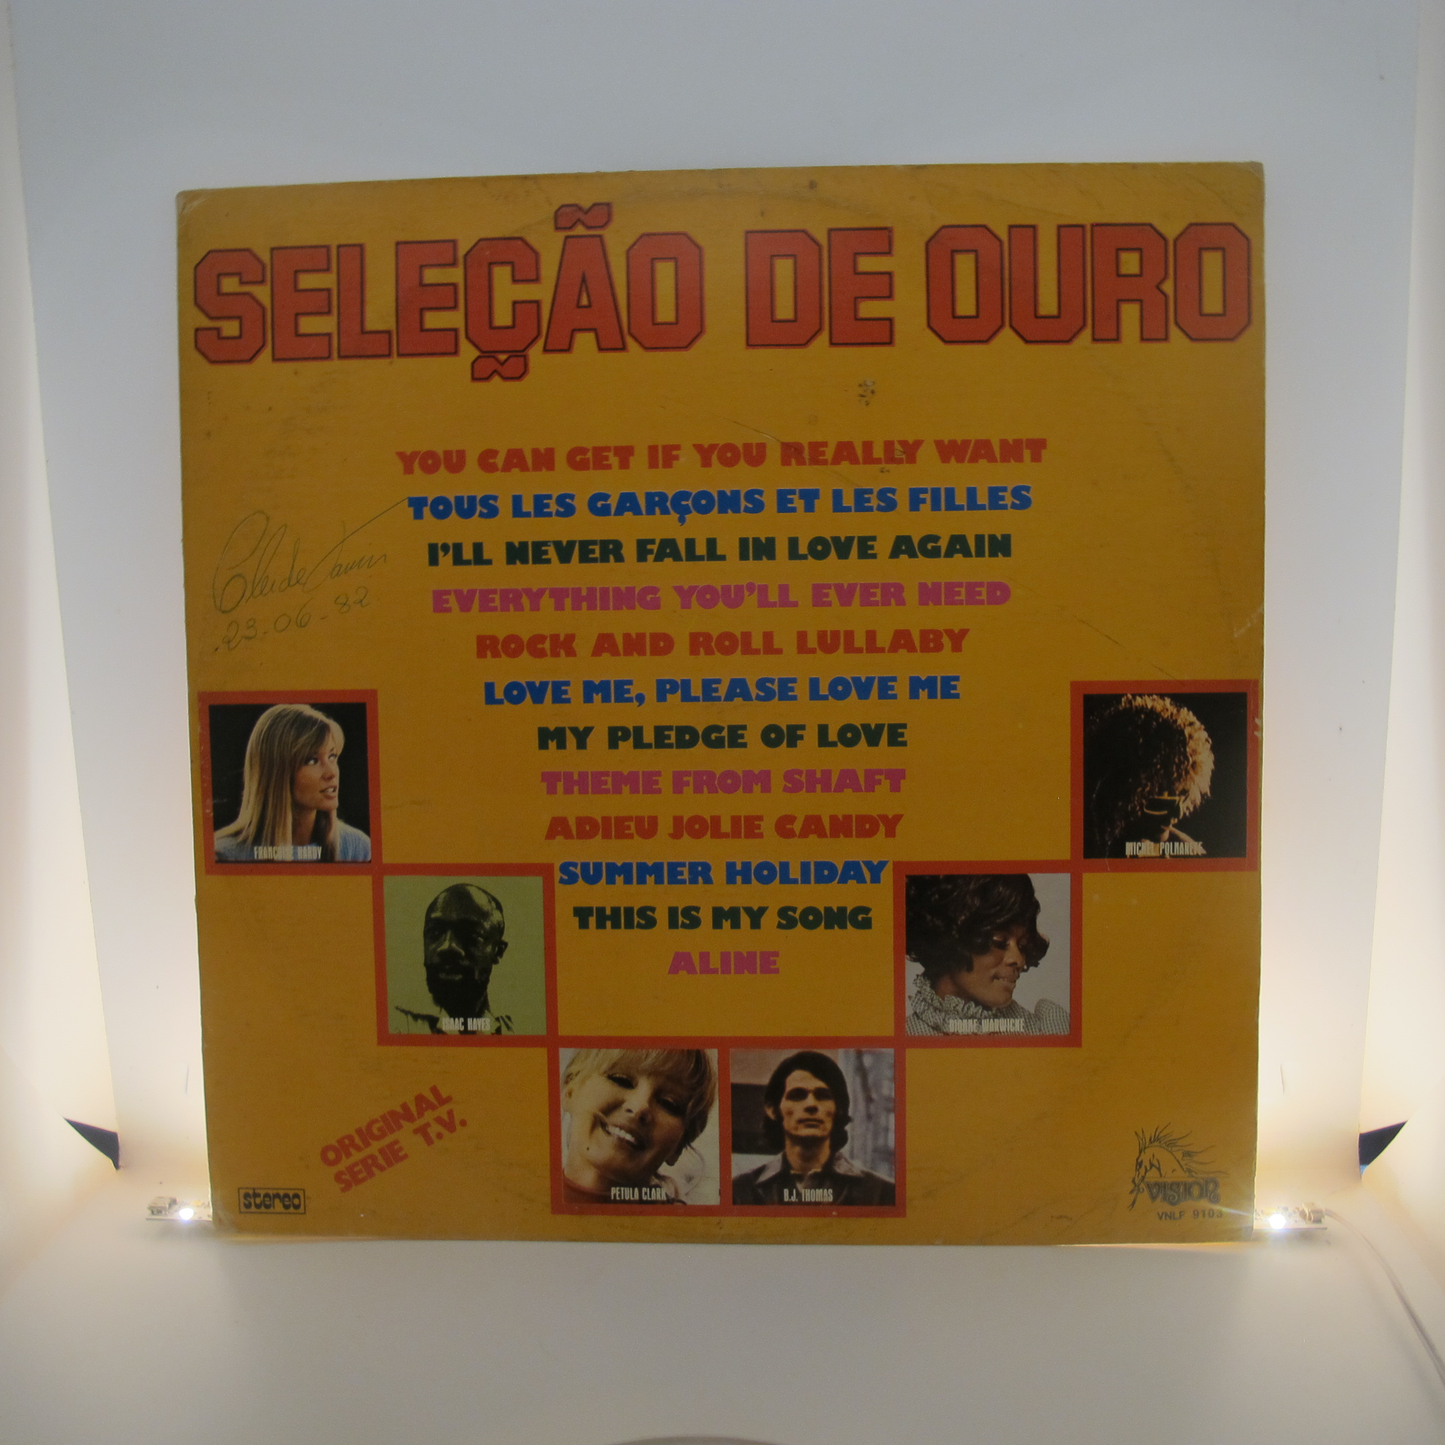 SELEÇÃO DE OURO
YOU CAN GET IF YOU REALLY WANT
TOUS LES GARÇONS ET LES FILLES
I'LL NEVER FALL IN LOVE AGAIN
EVERYTHING YOU'LL EVER NEED
ROCK AND ROLL LULLABY
LOVE ME, PLEASE LOVE ME
MY PLEDGE OF LOVE
THEME FROM SHAFT
ADIEU JOLIE CANDY
SUMMER HOLIDAY
THIS IS MY SONG
ALINE
Cleide
23-06-82
FRANÇOISE HARDY
MICHEL POLNAREFF
ISAAC HAYES
DIONNE WARWICKE
PETULA CLARK
B.J. THOMAS
ORIGINAL
SERIE T.V.
stereo
VISION
VNLF 9103